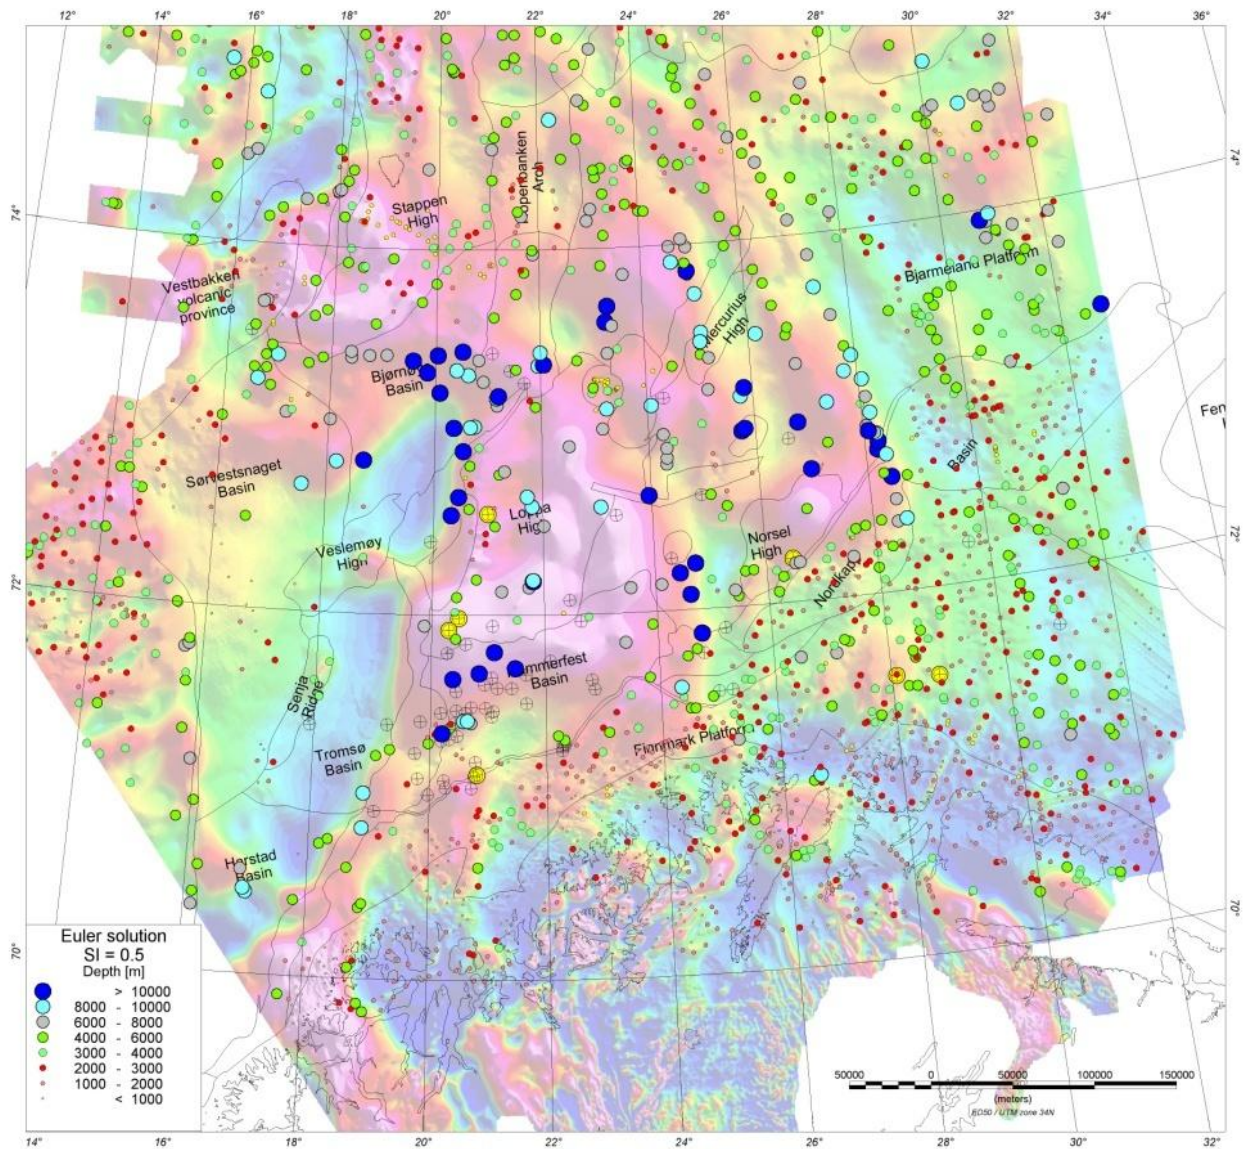 12° 14° 16° 18° 20° 22° 24° 26° 28° 30° 32° 34° 36°
74°
74°
Stappen
High
Arch
Bjarmeland Platform
Vestbakken
volcanic
province
Mercurius
High
Basin
Sørvestsnaget
Basin
Basin
Loppa
High
Norsel
High
Veslemøy
High
Nordkapp
72°
72°
Hammerfest
Basin
Senja
Ridge
Finnmark Platform
Tromsø
Basin
Harstad
Basin
70°
70°
Euler solution
SI = 0.5
Depth [m]
> 10000
8000 - 10000
6000 - 8000
4000 - 6000
3000 - 4000
2000 - 3000
1000 - 2000
< 1000
50000 0 50000 100000 150000
(meters)
ED50 / UTM zone 34N
14° 16° 18° 20° 22° 24° 26° 28° 30° 32°